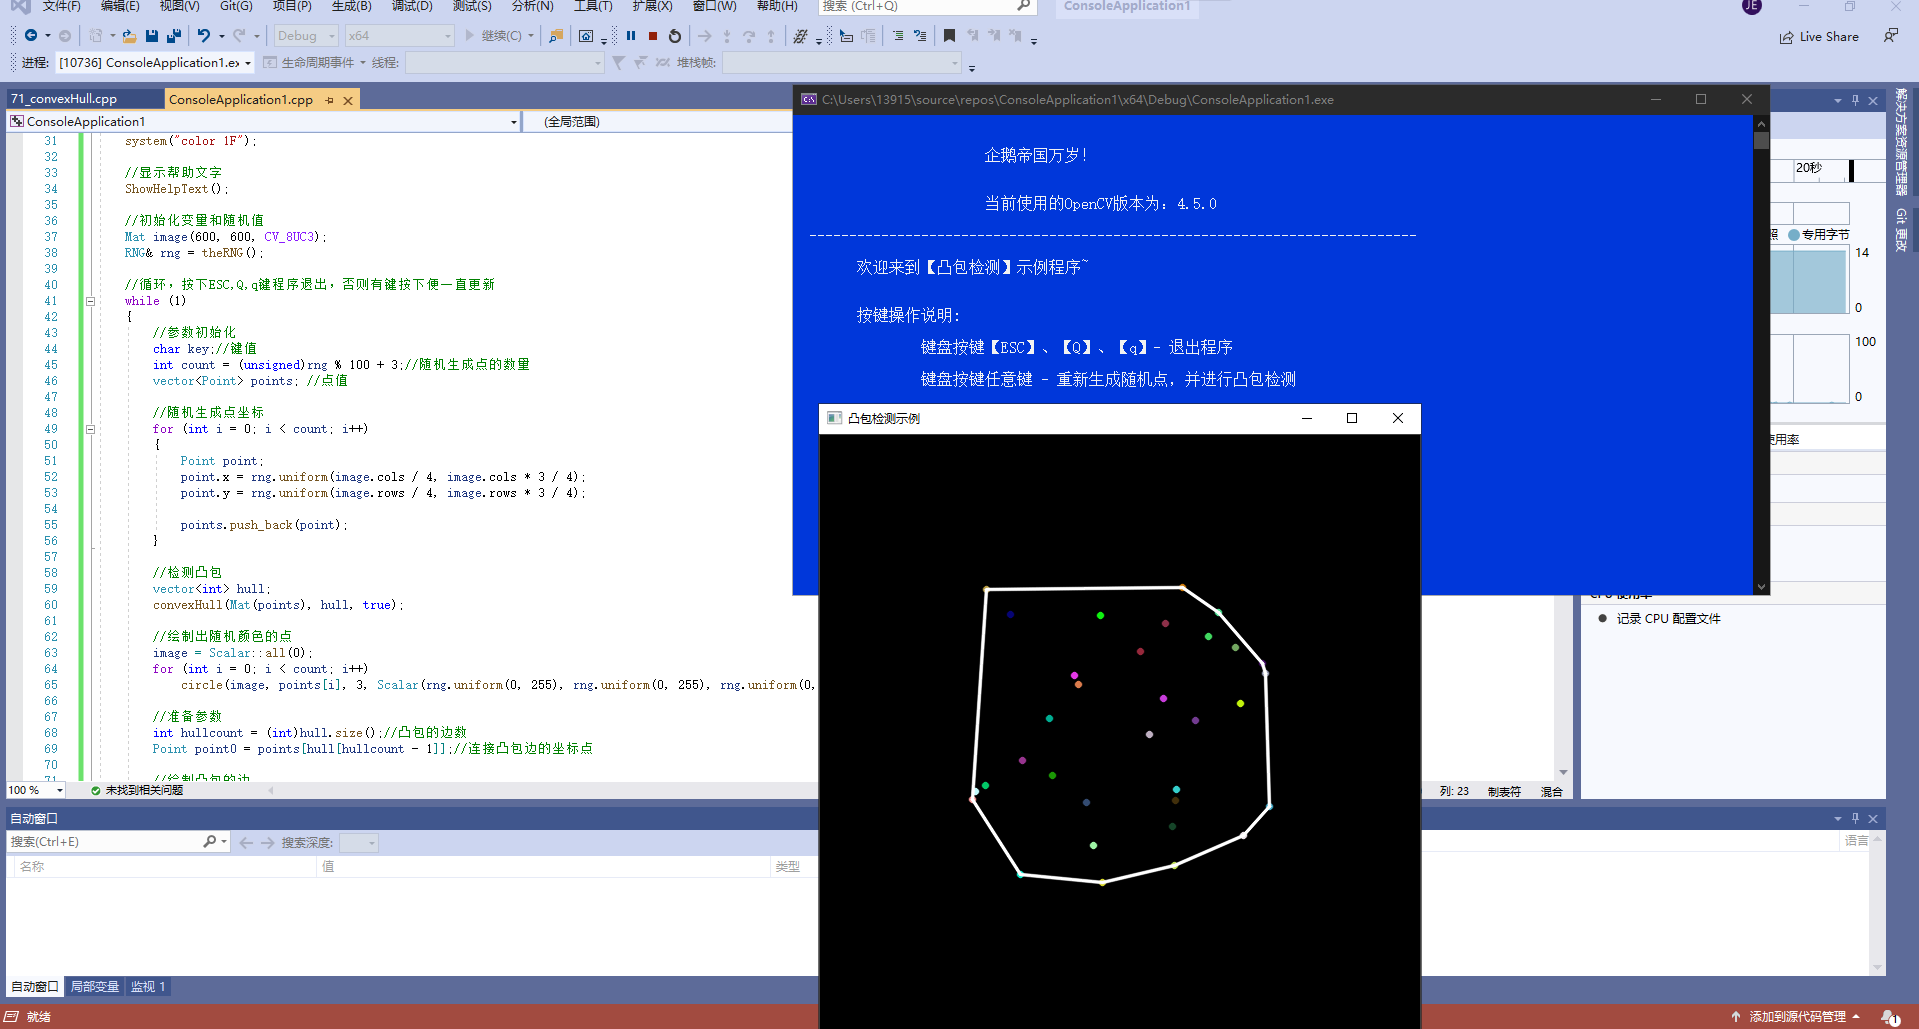 文件(F) 编辑(E) 视图(V) Git(G) 项目(P) 生成(B) 调试(D) 测试(S) 分析(N) 工具(T) 扩展(X) 窗口(W) 帮助(H) 搜索 (Ctrl+Q) ConsoleApplication1 JE
Debug x64 继续(C) Live Share
进程: [10736] ConsoleApplication1.ex 生命周期事件 线程: 堆栈帧:
71_convexHull.cpp ConsoleApplication1.cpp
ConsoleApplication1 (全局范围)
31 system("color 1F");
32
33 //显示帮助文字
34 ShowHelpText();
35
36 //初始化变量和随机值
37 Mat image(600, 600, CV_8UC3);
38 RNG& rng = theRNG();
39
40 //循环, 按下ESC,Q,q键程序退出, 否则有键按下便一直更新
41 while (1)
42 {
43 //参数初始化
44 char key;//键值
45 int count = (unsigned)rng % 100 + 3;//随机生成点的数量
46 vector<Point> points; //点值
47
48 //随机生成点坐标
49 for (int i = 0; i < count; i++)
50 {
51 Point point;
52 point.x = rng.uniform(image.cols / 4, image.cols * 3 / 4);
53 point.y = rng.uniform(image.rows / 4, image.rows * 3 / 4);
54
55 points.push_back(point);
56 }
57
58 //检测凸包
59 vector<int> hull;
60 convexHull(Mat(points), hull, true);
61
62 //绘制出随机颜色的点
63 image = Scalar::all(0);
64 for (int i = 0; i < count; i++)
65 circle(image, points[i], 3, Scalar(rng.uniform(0, 255), rng.uniform(0, 255), rng.uniform(0,
66
67 //准备参数
68 int hullcount = (int)hull.size();//凸包的边数
69 Point point0 = points[hull[hullcount - 1]];//连接凸包边的坐标点
70
71 //绘制凸包的边
100 % 未找到相关问题
列: 23 制表符 混合
C:\Users\13915\source\repos\ConsoleApplication1\x64\Debug\ConsoleApplication1.exe
企鹅帝国万岁!
当前使用的OpenCV版本为: 4.5.0
----------------------------------------------------------------------------
欢迎来到【凸包检测】示例程序~
按键操作说明:
键盘按键【ESC】、【Q】、【q】- 退出程序
键盘按键任意键 - 重新生成随机点, 并进行凸包检测
凸包检测示例
20秒
照 专用字节
14
0
100
0
使用率
CPU 使用率
记录 CPU 配置文件
解决方案资源管理器
Git 更改
自动窗口
搜索(Ctrl+E) 搜索深度: 语言
名称 值 类型
自动窗口 局部变量 监视 1
就绪 添加到源代码管理 1